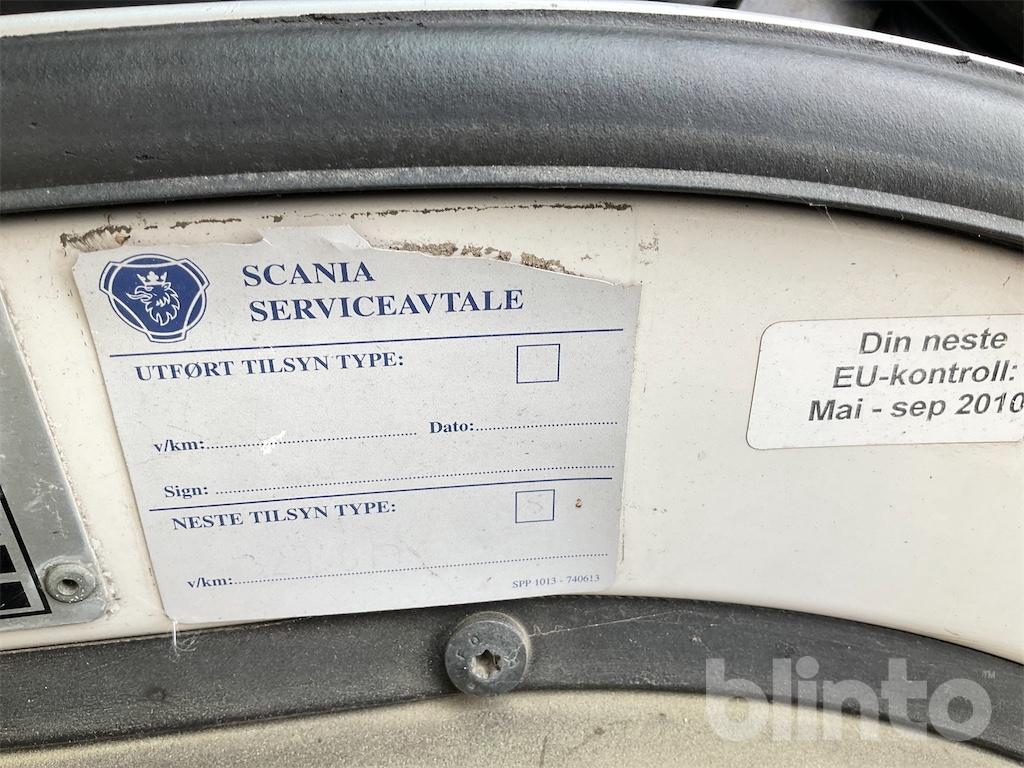 SCANIA
SERVICEAVTALE
UTFØRT TILSYN TYPE:
v/km:
Dato:
Sign:
NESTE TILSYN TYPE:
v/km:
SPP 1013 - 740613
Din neste
EU-kontroll:
Mai - sep 2010
blinto™